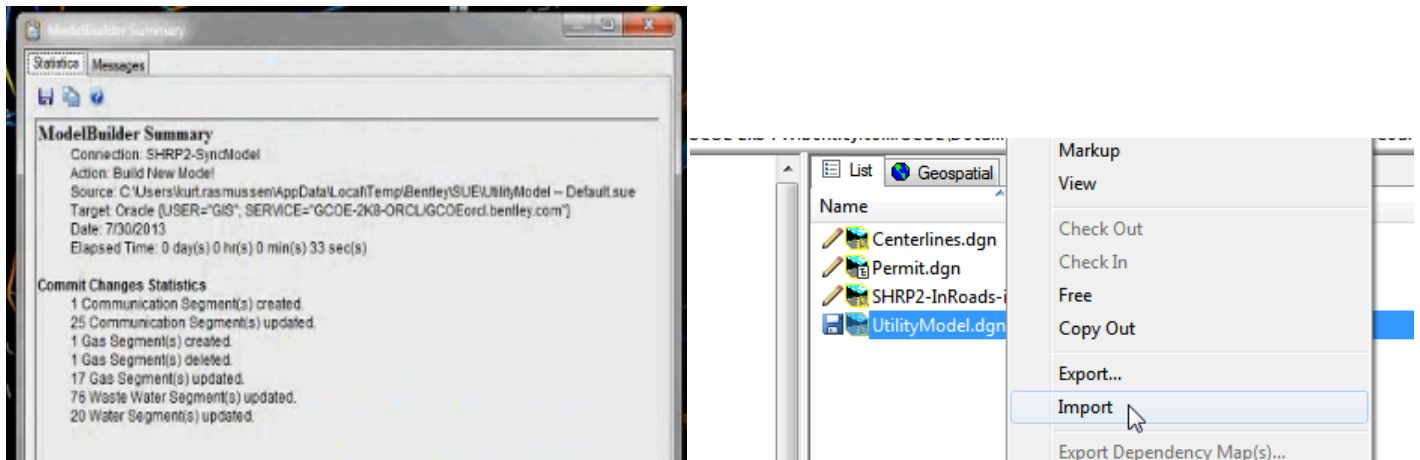 ModelBuilder Summary
Statistics Messages
ModelBuilder Summary
Connection: SHRP2-SyncModel
Action: Build New Model
Source: C:\Users\kurt.rasmussen\AppData\Local\Temp\Bentley\SUE\UtilityModel -- Default.sue
Target: Oracle {USER="GIS"; SERVICE="GCOE-2K8-ORCL/GCOEorcl.bentley.com"}
Date: 7/30/2013
Elapsed Time: 0 day(s) 0 hr(s) 0 min(s) 33 sec(s)
Commit Changes Statistics
1 Communication Segment(s) created.
25 Communication Segment(s) updated.
1 Gas Segment(s) created.
1 Gas Segment(s) deleted.
17 Gas Segment(s) updated.
76 Waste Water Segment(s) updated.
20 Water Segment(s) updated.
List Geospatial
Name
Centerlines.dgn
Permit.dgn
SHRP2-InRoads-i
UtilityModel.dgn
Markup
View
Check Out
Check In
Free
Copy Out
Export...
Import
Export Dependency Map(s)...